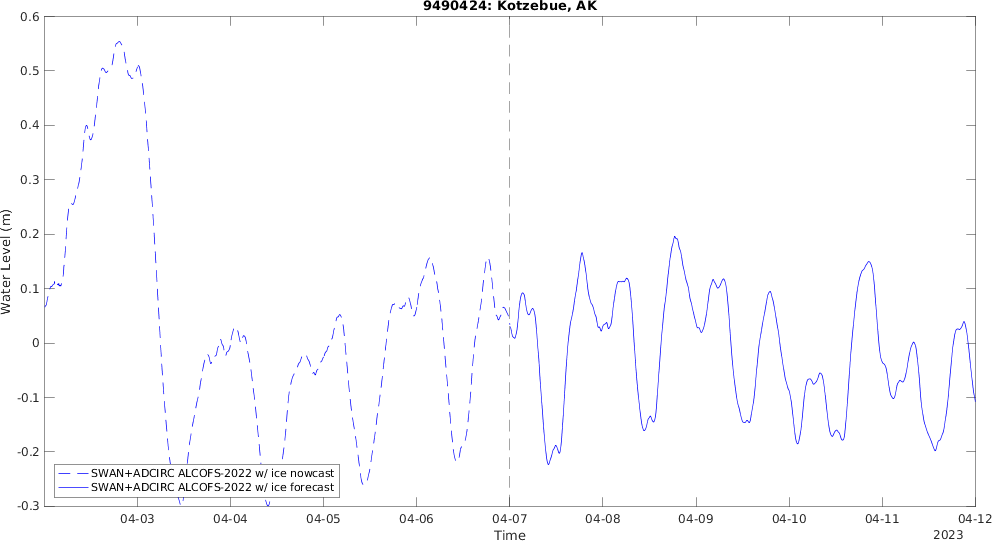 9490424: Kotzebue, AK
0.6
0.5
0.4
0.3
0.2
0.1
0
-0.1
-0.2
-0.3
Water Level (m)
SWAN+ADCIRC ALCOFS-2022 w/ ice nowcast
SWAN+ADCIRC ALCOFS-2022 w/ ice forecast
04-03 04-04 04-05 04-06 04-07 04-08 04-09 04-10 04-11 04-12
Time
2023